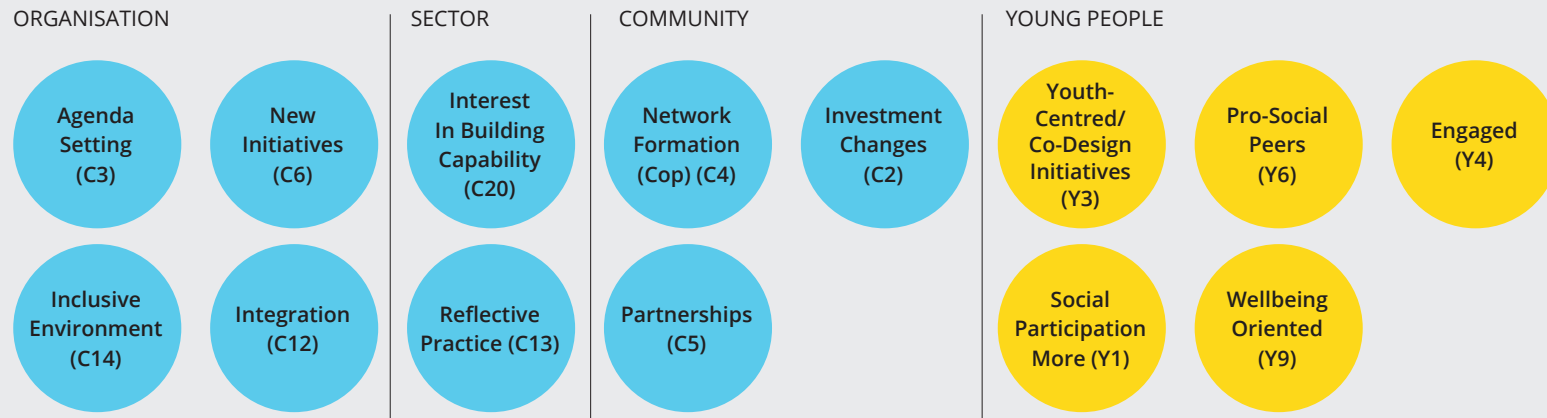 ORGANISATION
SECTOR
COMMUNITY
YOUNG PEOPLE
Agenda
Setting
(C3)
New
Initiatives
(C6)
Interest
In Building
Capability
(C20)
Network
Formation
(Cop) (C4)
Investment
Changes
(C2)
Youth-
Centred/
Co-Design
Initiatives
(Y3)
Pro-Social
Peers
(Y6)
Engaged
(Y4)
Inclusive
Environment
(C14)
Integration
(C12)
Reflective
Practice (C13)
Partnerships
(C5)
Social
Participation
More (Y1)
Wellbeing
Oriented
(Y9)